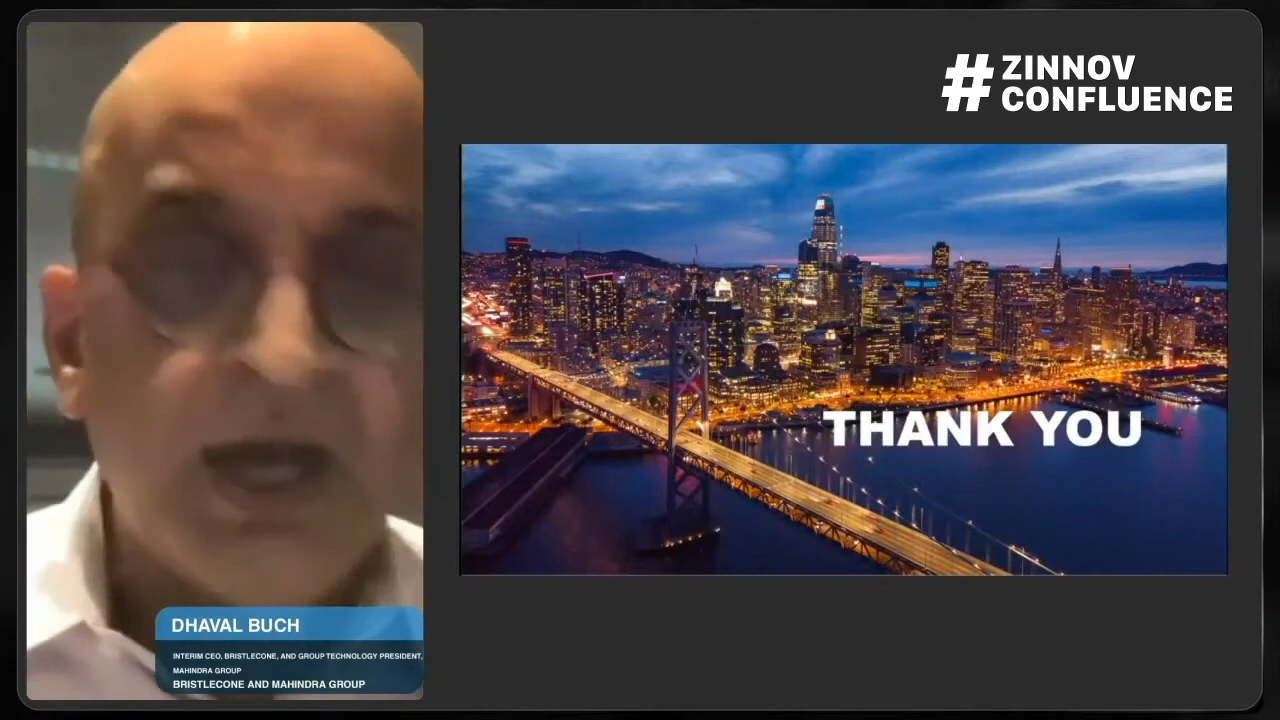 # ZINNOV
CONFLUENCE
THANK YOU
DHAVAL BUCH
INTERIM CEO, BRISTLECONE, AND GROUP TECHNOLOGY PRESIDENT,
MAHINDRA GROUP
BRISTLECONE AND MAHINDRA GROUP